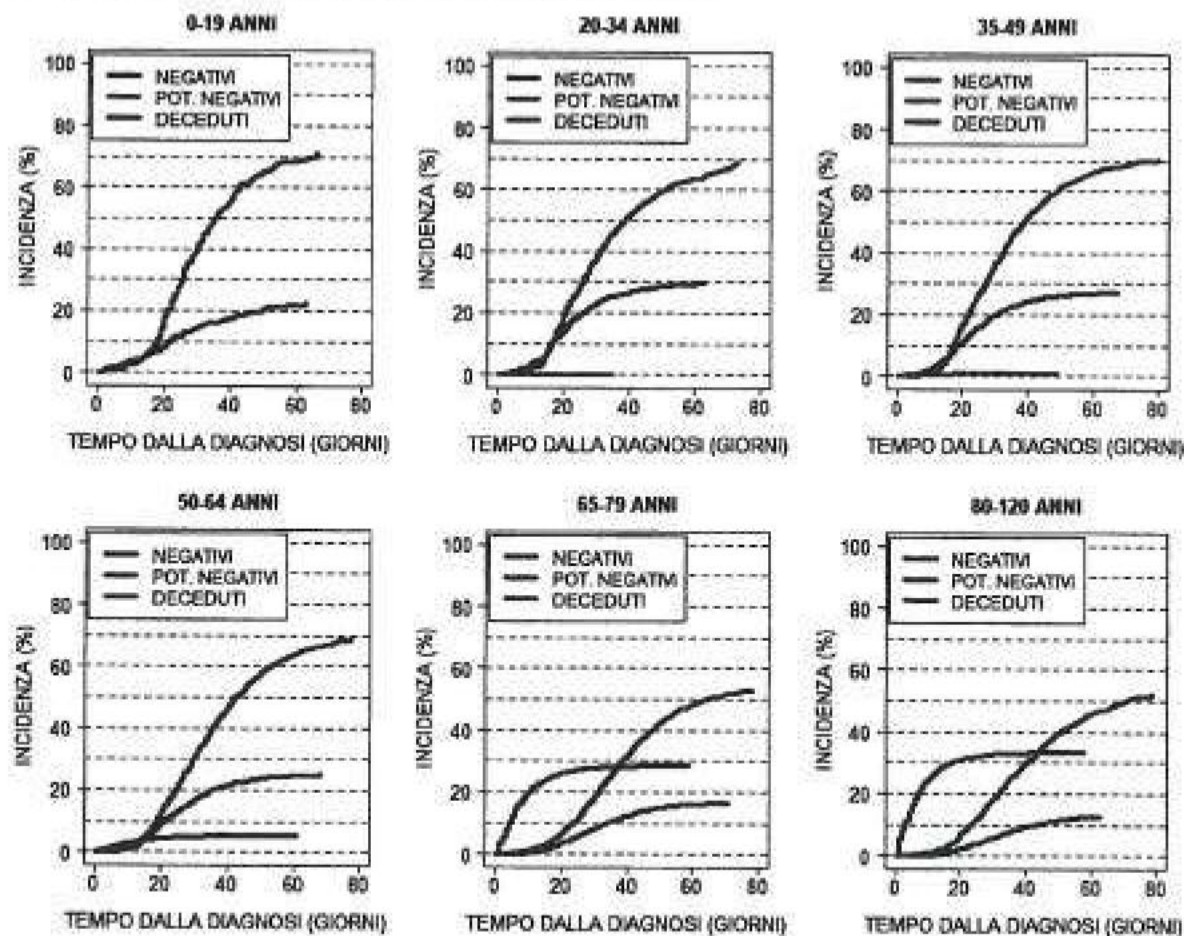 0-19 ANNI
100
80
60
40
20
0
INCIDENZA (%)
NEGATIVI
POT. NEGATIVI
DECEDUTI
0 20 40 60 80
TEMPO DALLA DIAGNOSI (GIORNI)
20-34 ANNI
100
80
60
40
20
0
INCIDENZA (%)
NEGATIVI
POT. NEGATIVI
DECEDUTI
0 20 40 60 80
TEMPO DALLA DIAGNOSI (GIORNI)
35-49 ANNI
100
80
60
40
20
0
INCIDENZA (%)
NEGATIVI
POT. NEGATIVI
DECEDUTI
0 20 40 60 80
TEMPO DALLA DIAGNOSI (GIORNI)
50-64 ANNI
100
80
60
40
20
0
INCIDENZA (%)
NEGATIVI
POT. NEGATIVI
DECEDUTI
0 20 40 60 80
TEMPO DALLA DIAGNOSI (GIORNI)
65-79 ANNI
100
80
60
40
20
0
INCIDENZA (%)
NEGATIVI
POT. NEGATIVI
DECEDUTI
0 20 40 60 80
TEMPO DALLA DIAGNOSI (GIORNI)
80-120 ANNI
100
80
60
40
20
0
INCIDENZA (%)
NEGATIVI
POT. NEGATIVI
DECEDUTI
0 20 40 60 80
TEMPO DALLA DIAGNOSI (GIORNI)